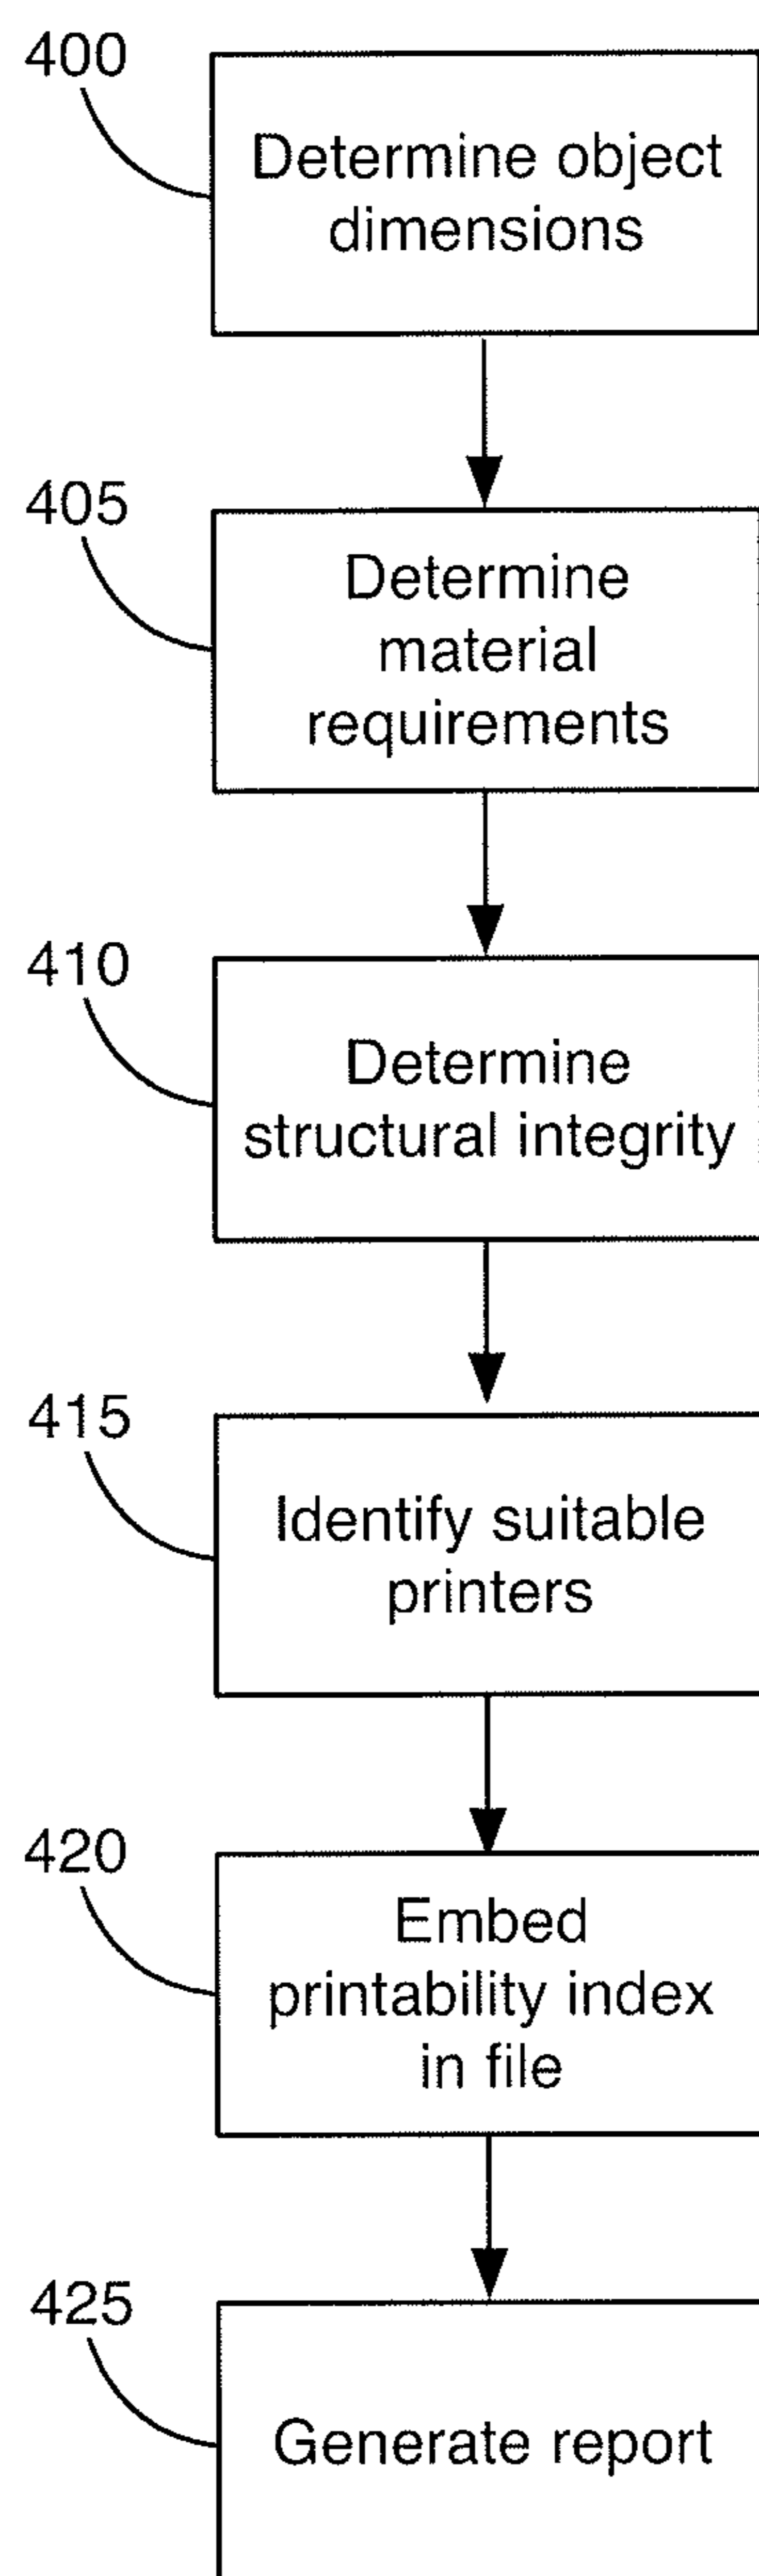 400
Determine object
dimensions
405
Determine
material
requirements
410
Determine
structural integrity
415
Identify suitable
printers
420
Embed
printability index
in file
425
Generate report